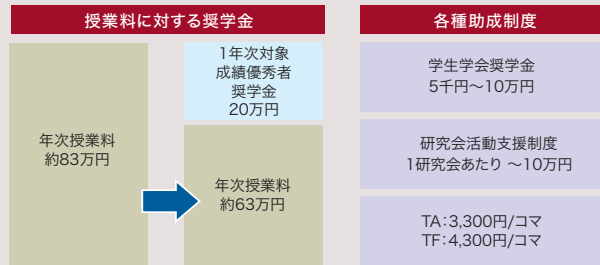 授業料に対する奨学金
年次授業料
約83万円
1年次対象
成績優秀者
奨学金
20万円
年次授業料
約63万円
各種助成制度
学生学会奨学金
5千円〜10万円
研究会活動支援制度
1研究会あたり 〜10万円
TA：3,300円/コマ
TF：4,300円/コマ